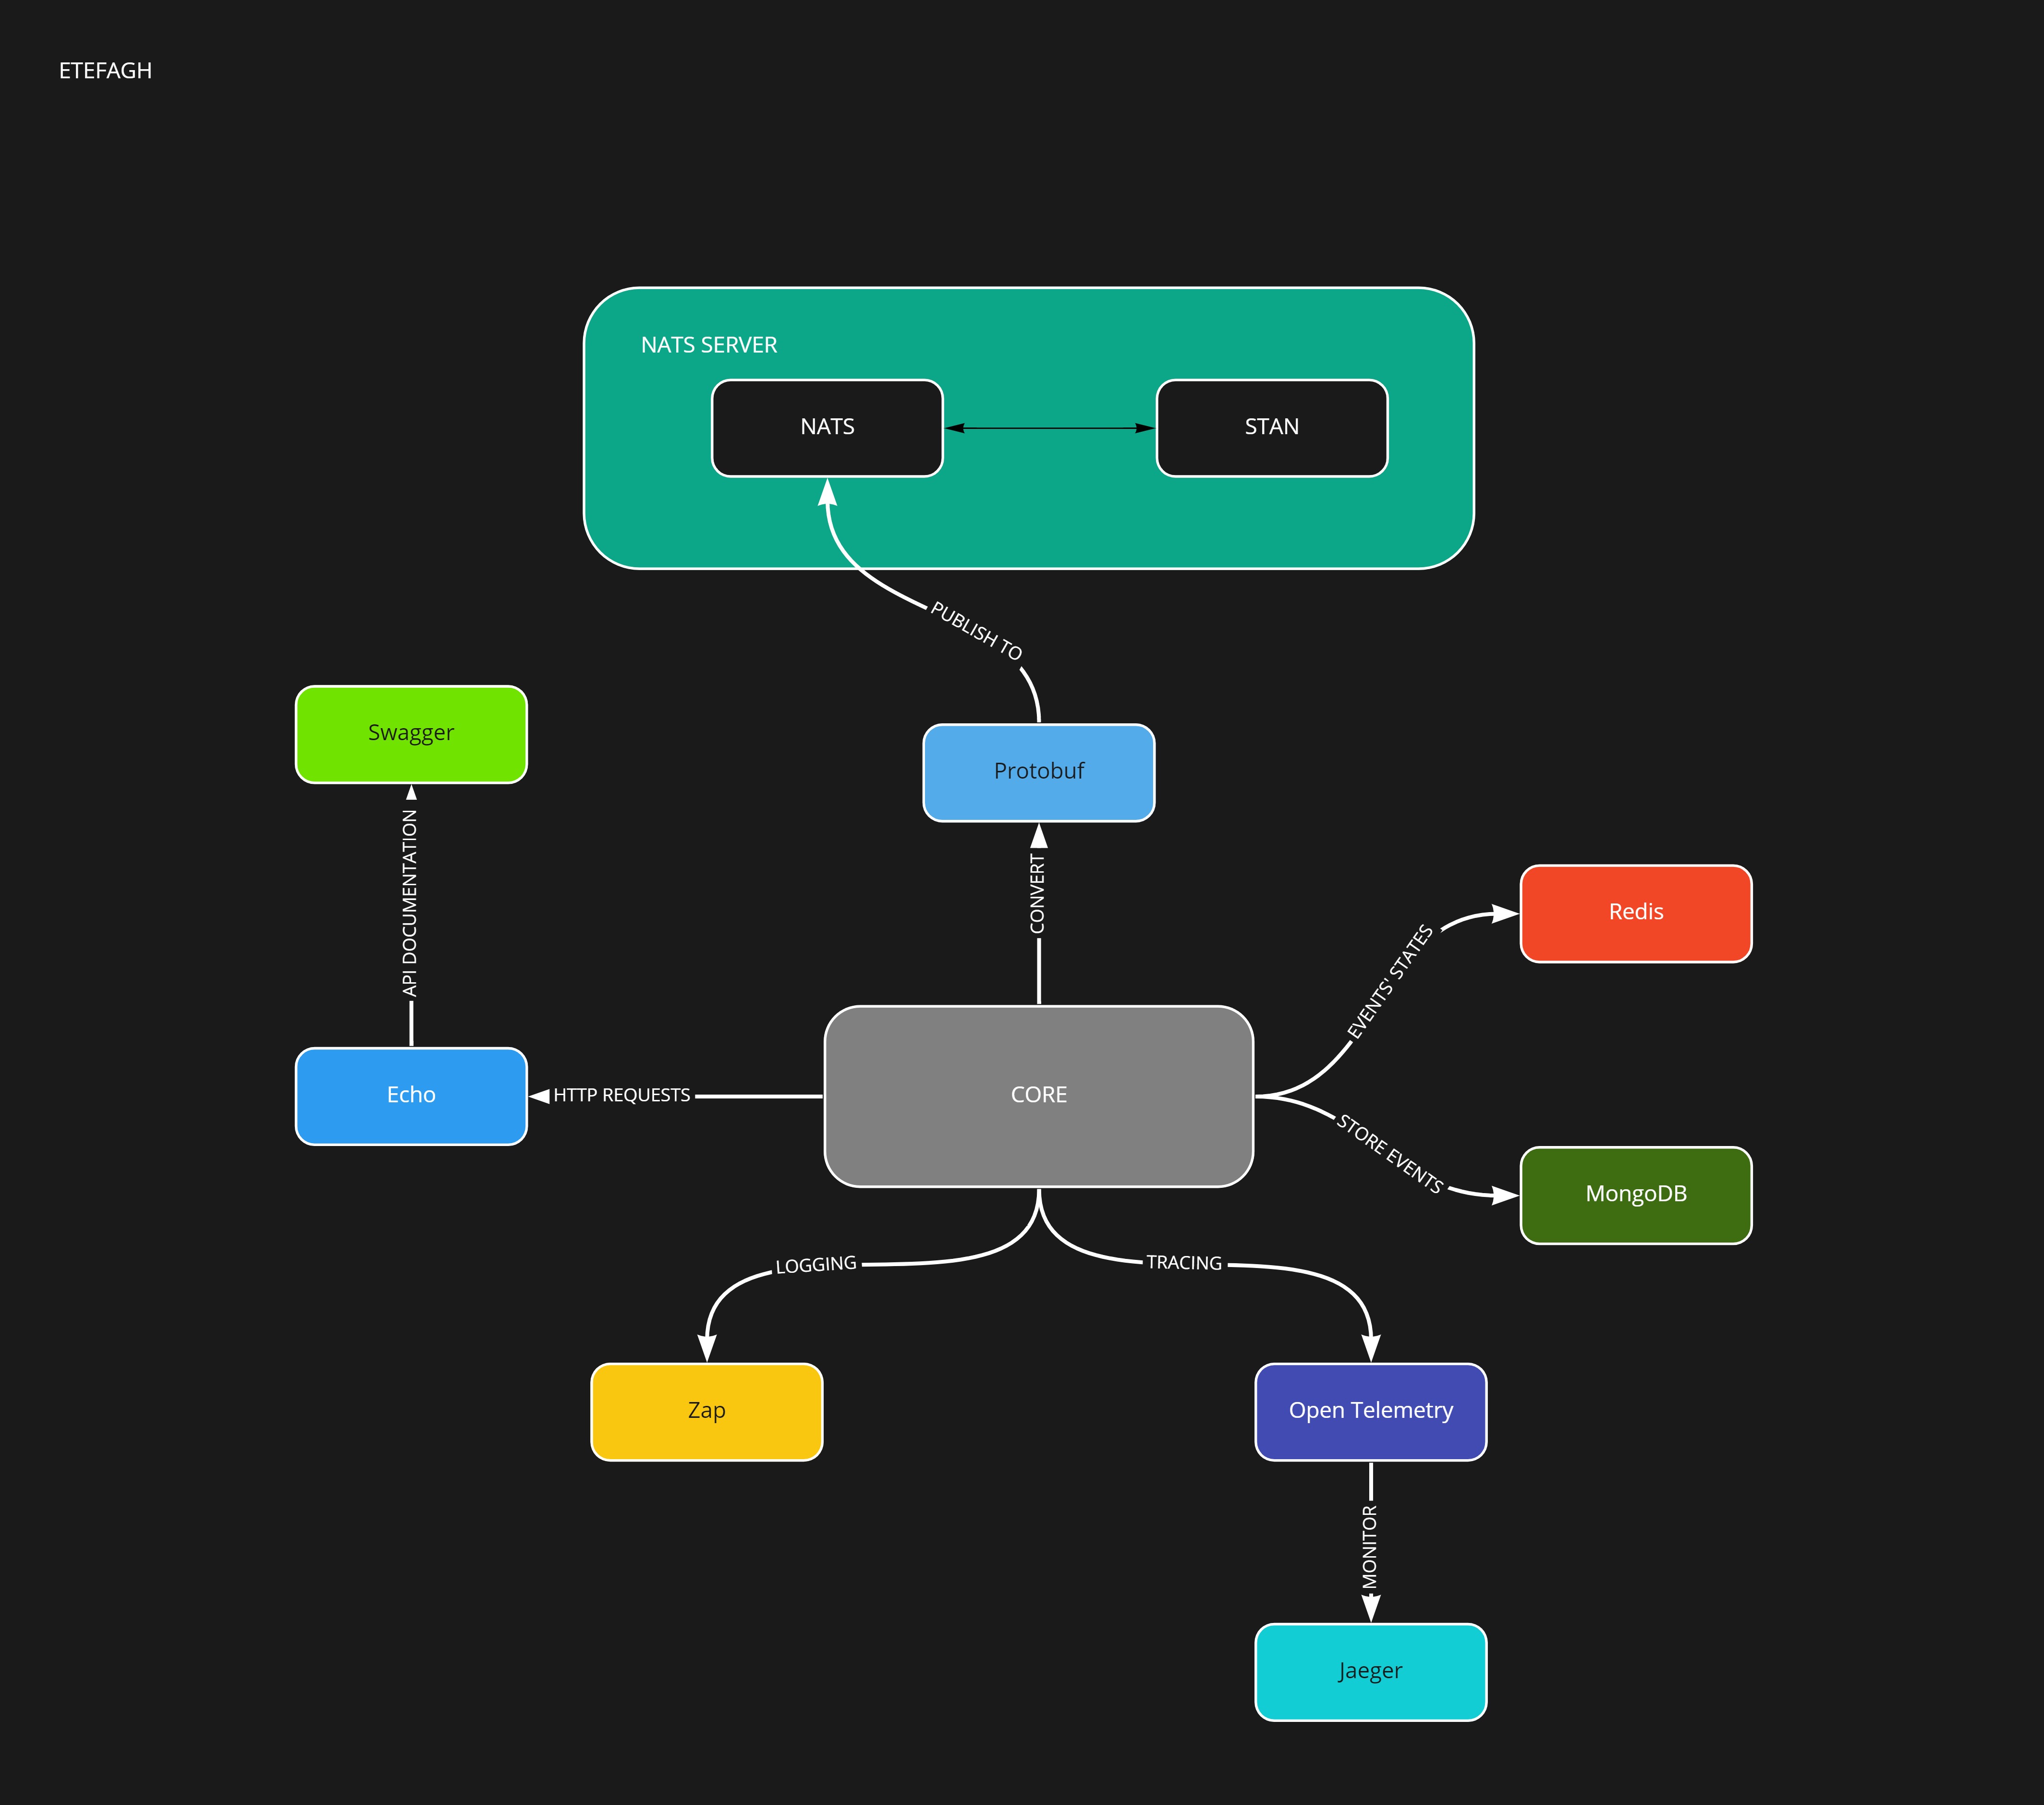 ETEFAGH
NATS SERVER
NATS
STAN
PUBLISH TO
Swagger
Protobuf
API DOCUMENTATION
CONVERT
Redis
EVENTS' STATES
Echo
HTTP REQUESTS
CORE
STORE EVENTS
MongoDB
LOGGING
TRACING
Zap
Open Telemetry
MONITOR
Jaeger